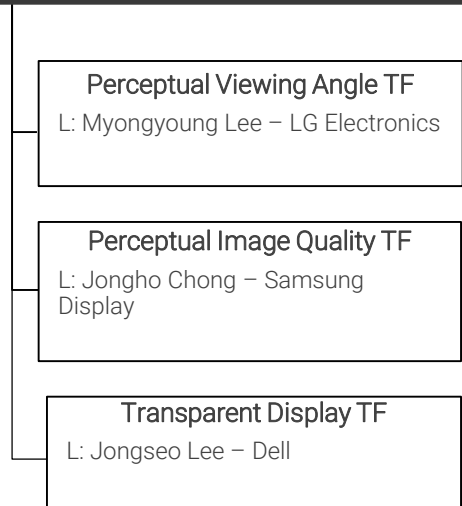 Perceptual Viewing Angle TF
L: Myongyoung Lee – LG Electronics
Perceptual Image Quality TF
L: Jongho Chong – Samsung
Display
Transparent Display TF
L: Jongseo Lee – Dell